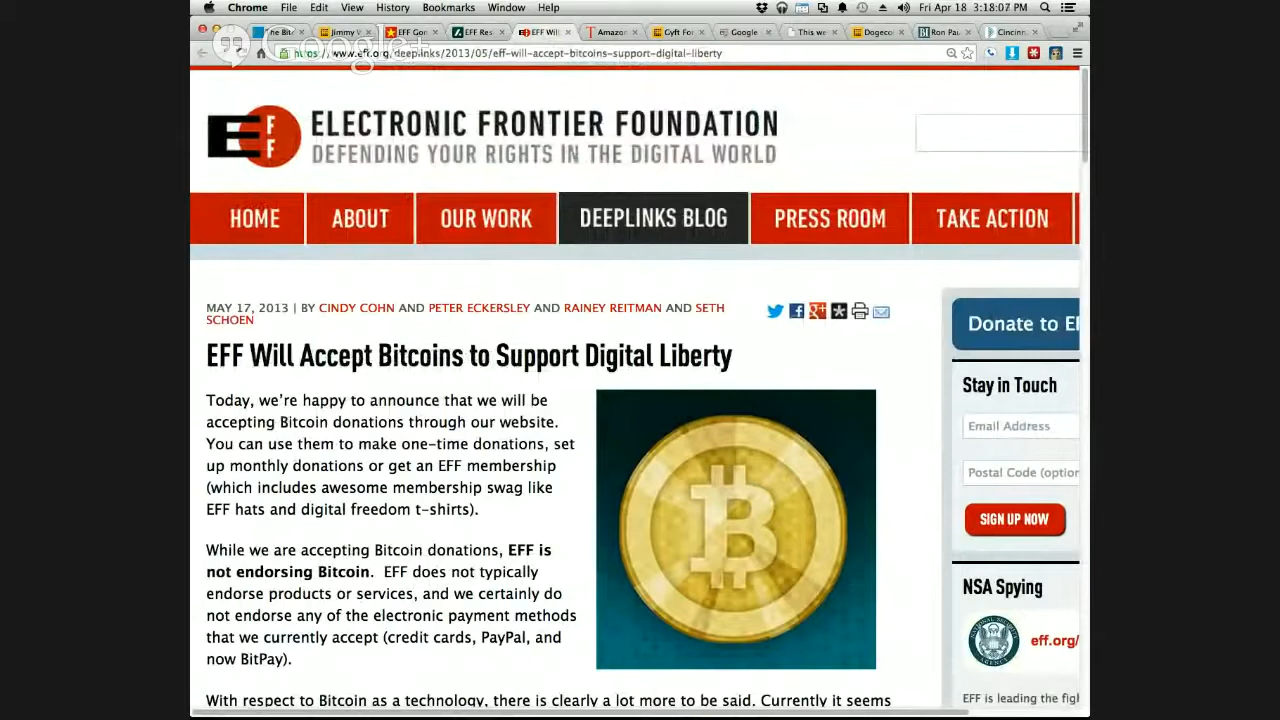 Chrome File Edit View History Bookmarks Window Help Fri Apr 18 3:18:07 PM
The Bit Jimmy EFF Gon EFF Res EFF Wil Amazor Gyft For Google This we Dogeco Ron Pau Cincinn
Google+
https://www.eff.org/deeplinks/2013/05/eff-will-accept-bitcoins-support-digital-liberty
EFF
ELECTRONIC FRONTIER FOUNDATION
DEFENDING YOUR RIGHTS IN THE DIGITAL WORLD
HOME ABOUT OUR WORK DEEPLINKS BLOG PRESS ROOM TAKE ACTION
MAY 17, 2013 | BY CINDY COHN AND PETER ECKERSLEY AND RAINEY REITMAN AND SETH
SCHOEN
EFF Will Accept Bitcoins to Support Digital Liberty
Today, we're happy to announce that we will be
accepting Bitcoin donations through our website.
You can use them to make one-time donations, set
up monthly donations or get an EFF membership
(which includes awesome membership swag like
EFF hats and digital freedom t-shirts).
While we are accepting Bitcoin donations, EFF is
not endorsing Bitcoin. EFF does not typically
endorse products or services, and we certainly do
not endorse any of the electronic payment methods
that we currently accept (credit cards, PayPal, and
now BitPay).
With respect to Bitcoin as a technology, there is clearly a lot more to be said. Currently it seems
Donate to EF
Stay in Touch
Email Address
Postal Code (option
SIGN UP NOW
NSA Spying
eff.org/
EFF is leading the figh